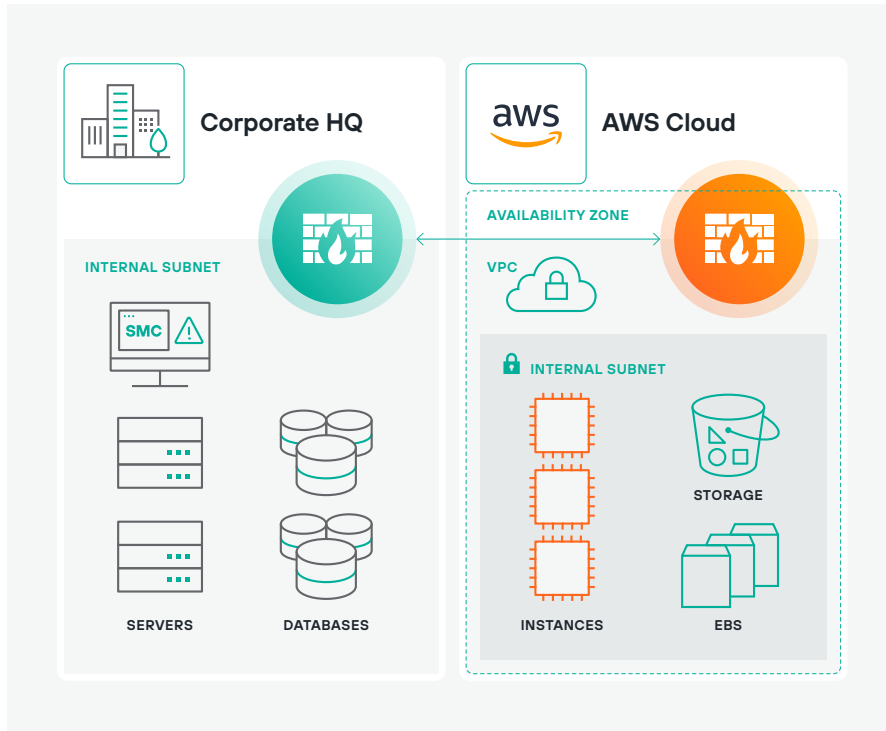 Corporate HQ
INTERNAL SUBNET
SMC
SERVERS
DATABASES
aws
AWS Cloud
AVAILABILITY ZONE
VPC
INTERNAL SUBNET
INSTANCES
STORAGE
EBS